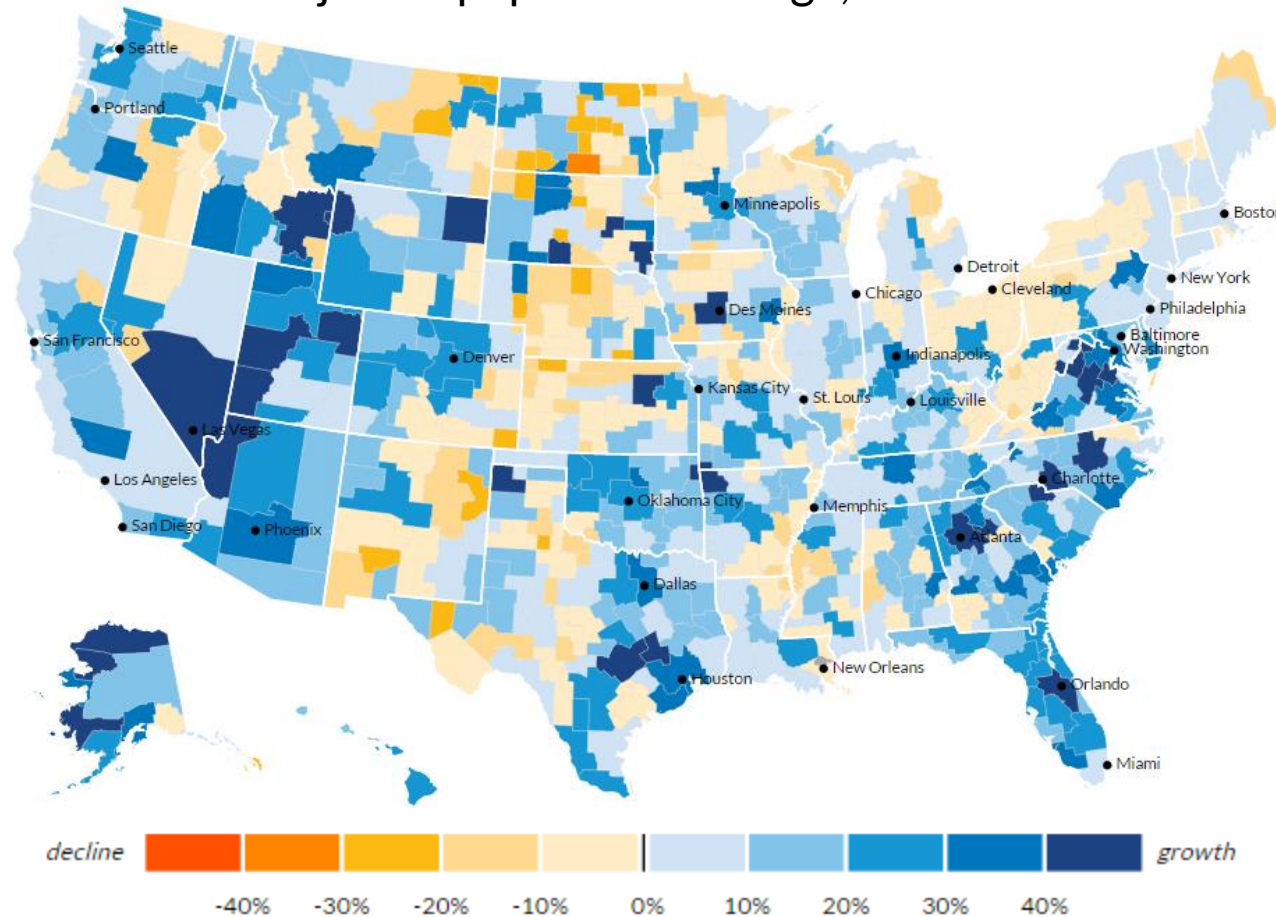 Seattle
Portland
Minneapolis
Boston
Detroit
New York
Cleveland
Chicago
Philadelphia
Des Moines
Baltimore
San Francisco
Washington
Denver
Indianapolis
Kansas City
St. Louis
Louisville
Las Vegas
Los Angeles
Charlotte
Oklahoma City
Memphis
San Diego
Phoenix
Atlanta
Dallas
New Orleans
Houston
Orlando
Miami
decline growth
-40% -30% -20% -10% 0% 10% 20% 30% 40%